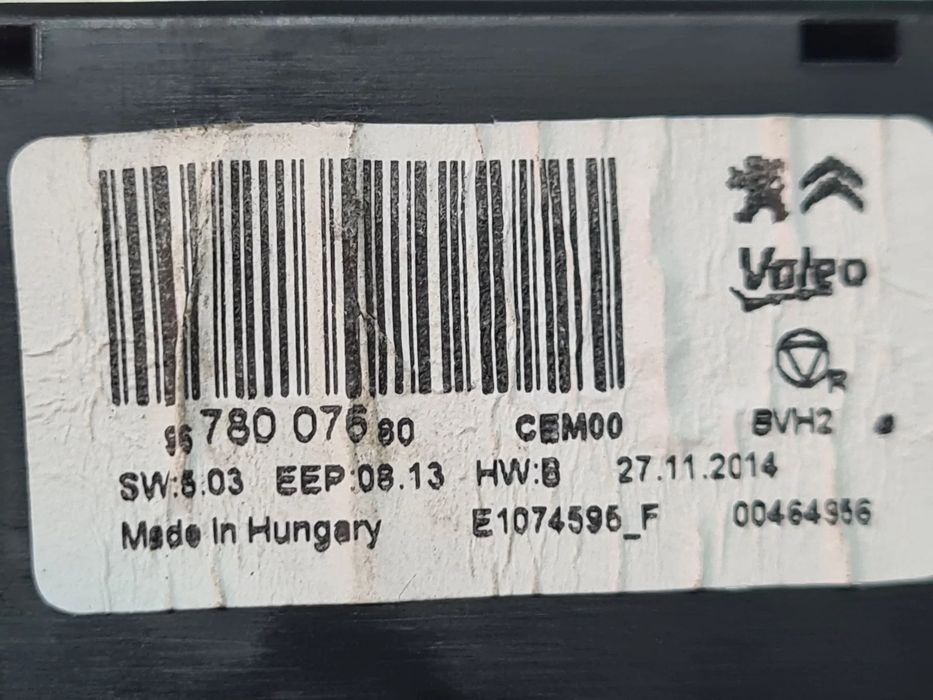 Valeo
R
96 780 076 80 CEM00 BVH2
SW:5.03 EEP:08.13 HW:B 27.11.2014
Made In Hungary E1074595_F 00464956